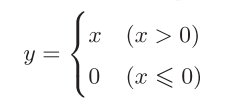 y = { x (x > 0)
0 (x ⩽ 0)